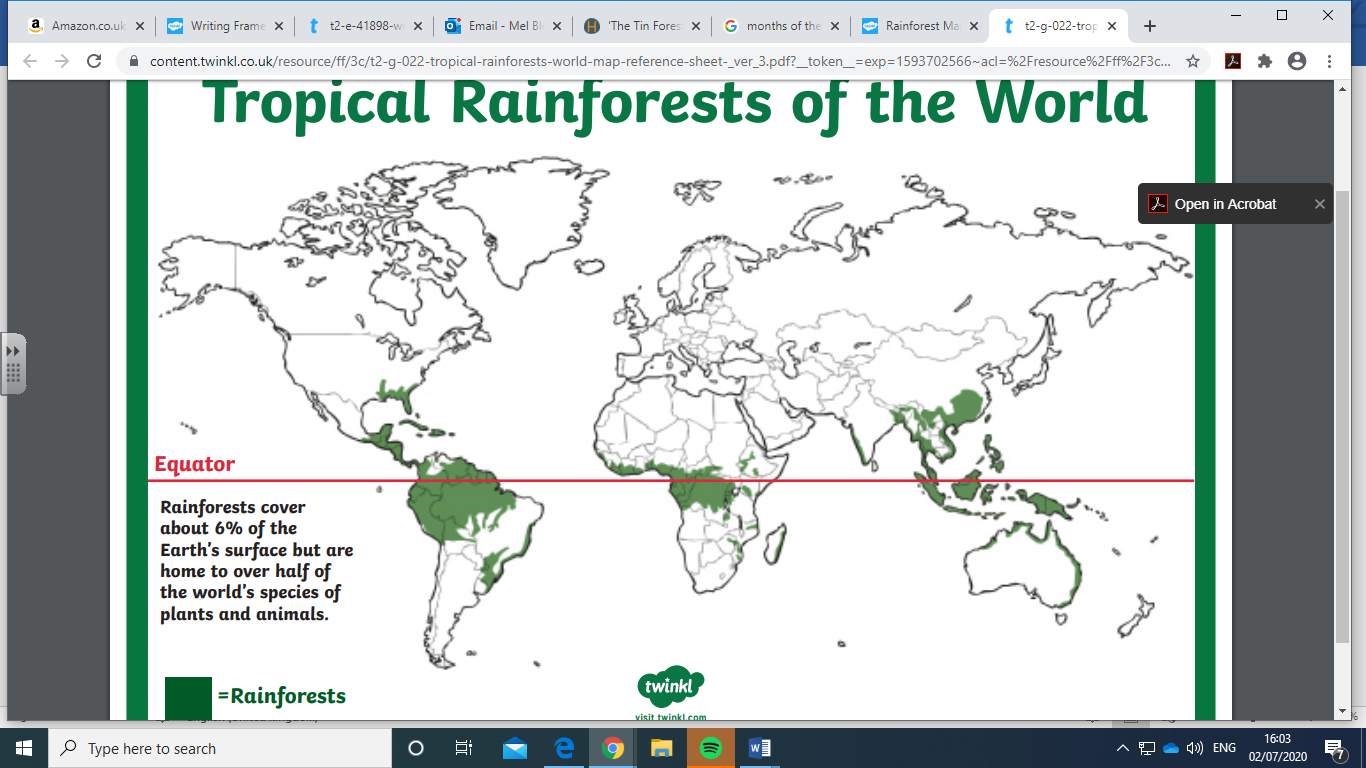 Amazon.co.uk
Writing Frame
t2-e-41898-w
Email - Mel Bl
'The Tin Fores
months of the
Rainforest Ma
t2-g-022-trop
content.twinkl.co.uk/resource/ff/3c/t2-g-022-tropical-rainforests-world-map-reference-sheet-_ver_3.pdf?__token__=exp=1593702566~acl=%2Fresource%2Fff%2F3c...
Tropical Rainforests of the World
Open in Acrobat
Equator
Rainforests cover
about 6% of the
Earth's surface but are
home to over half of
the world's species of
plants and animals.
=Rainforests
twinkl
visit twinkl.com
Type here to search
ENG
16:03
02/07/2020
7